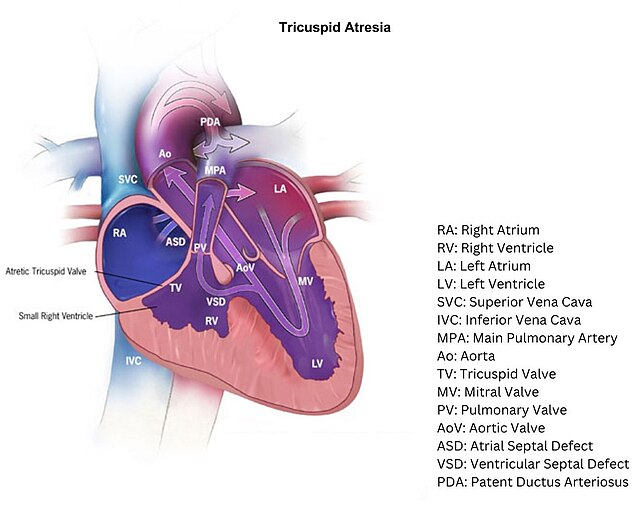 Tricuspid Atresia
PDA
Ao
MPA
SVC
LA
RA
ASD
PV
AoV
Atretic Tricuspid Valve
TV
MV
VSD
Small Right Ventricle
RV
IVC
LV
RA: Right Atrium
RV: Right Ventricle
LA: Left Atrium
LV: Left Ventricle
SVC: Superior Vena Cava
IVC: Inferior Vena Cava
MPA: Main Pulmonary Artery
Ao: Aorta
TV: Tricuspid Valve
MV: Mitral Valve
PV: Pulmonary Valve
AoV: Aortic Valve
ASD: Atrial Septal Defect
VSD: Ventricular Septal Defect
PDA: Patent Ductus Arteriosus